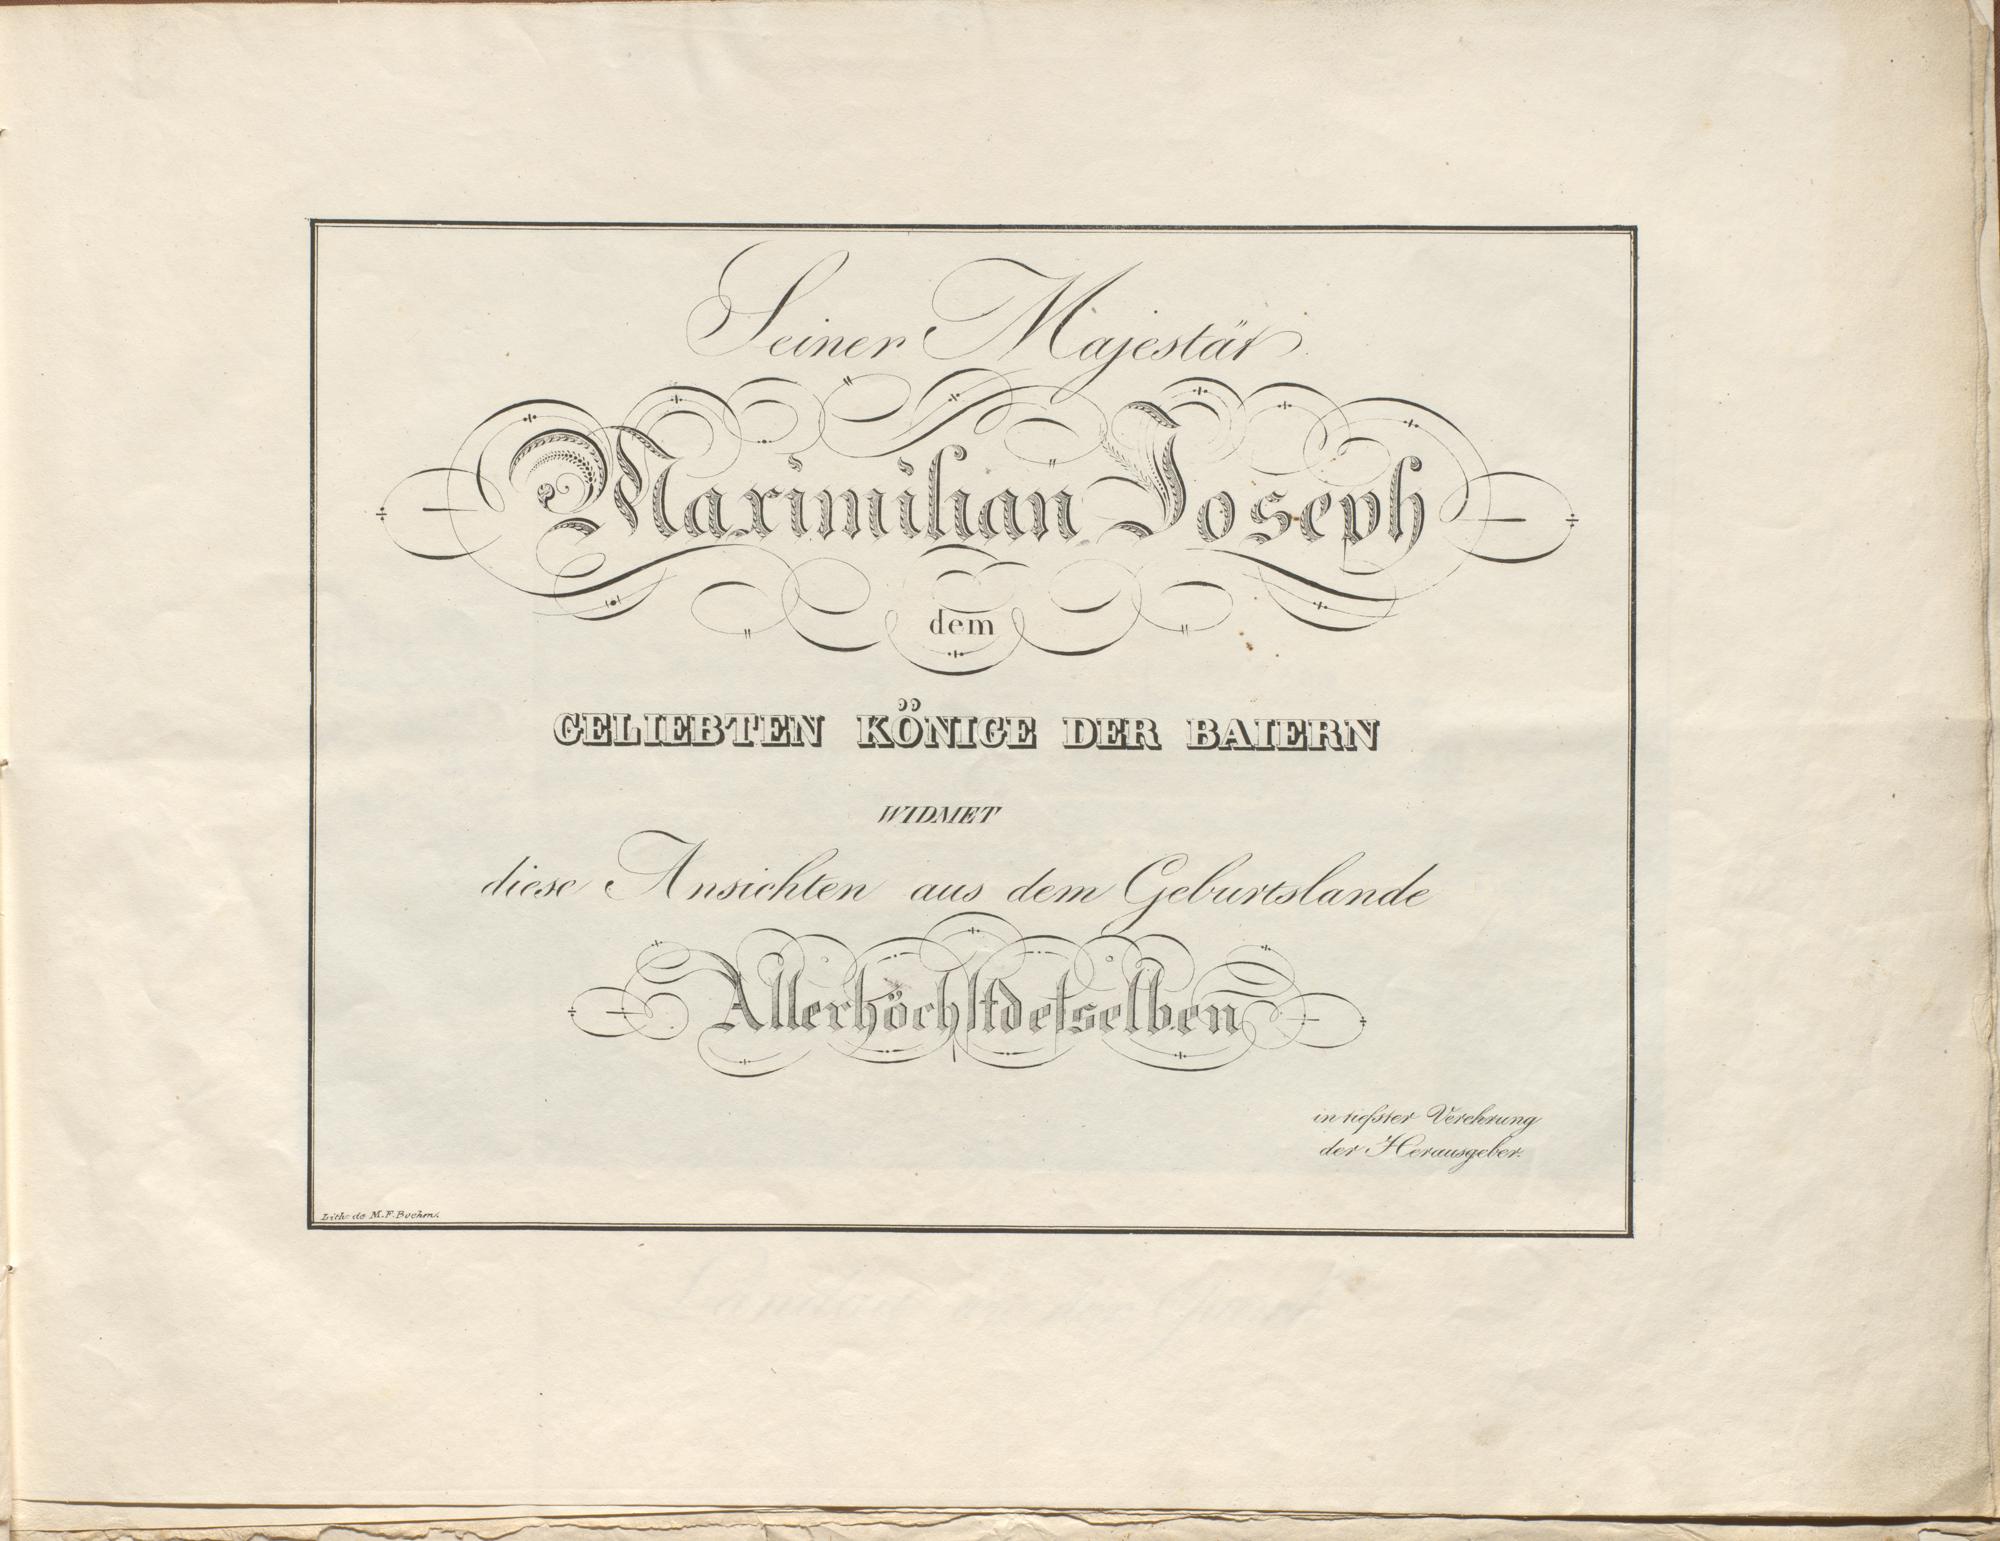 Seiner Majestät
Maximilian Joseph
dem
GELIEBTEN KÖNIGE DER BAIERN
WIDMET
diese Ansichten aus dem Geburtslande
Allerhöchſtdeſselben
in tiefster Verehrung
der Herausgeber.
Lith: de M.F. Boehm.